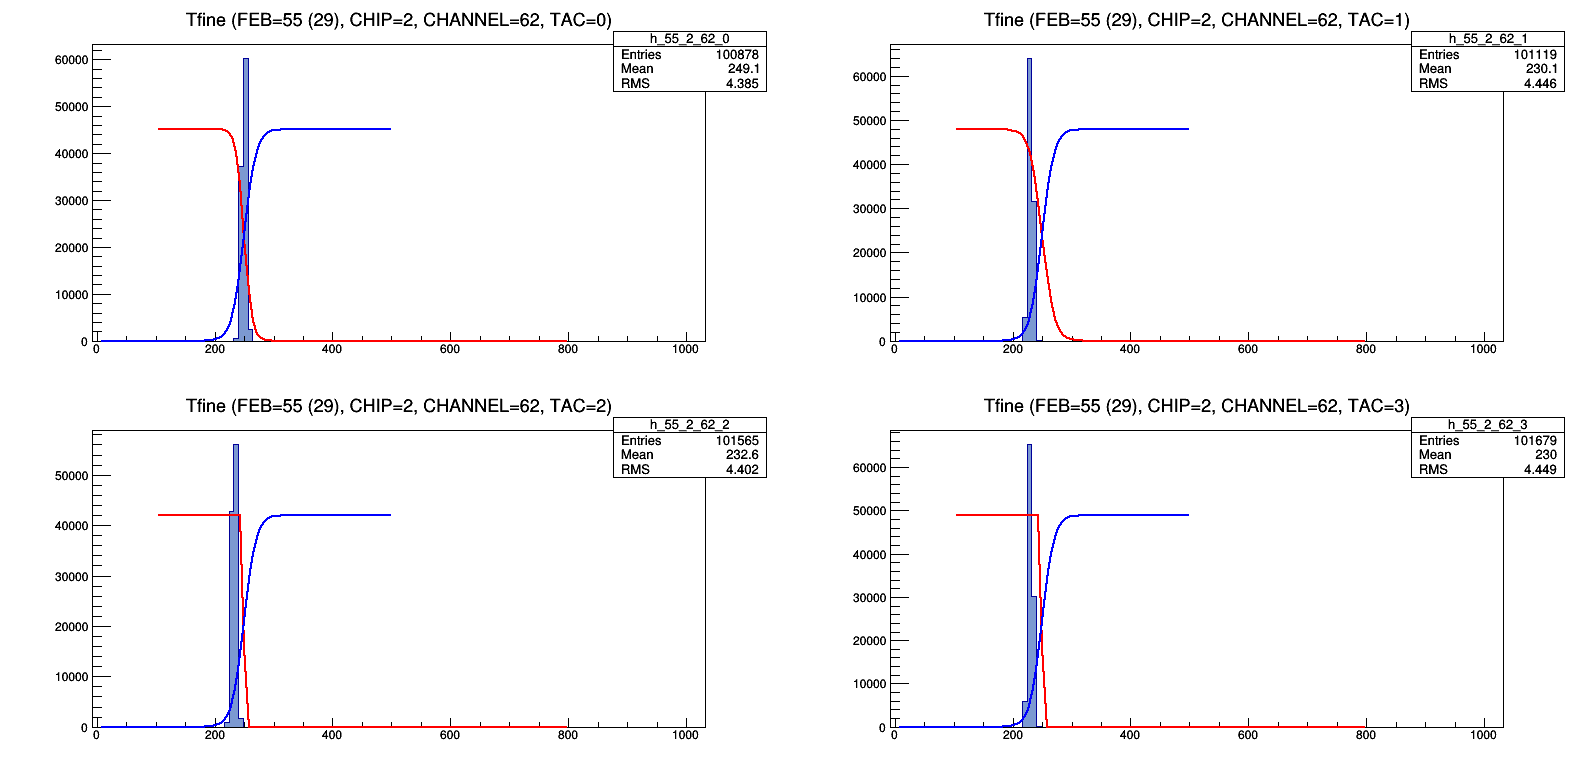 Tfine (FEB=55 (29), CHIP=2, CHANNEL=62, TAC=0)
h_55_2_62_0
Entries 100878
Mean 249.1
RMS 4.385
60000
50000
40000
30000
20000
10000
0
0 200 400 600 800 1000
Tfine (FEB=55 (29), CHIP=2, CHANNEL=62, TAC=1)
h_55_2_62_1
Entries 101119
Mean 230.1
RMS 4.446
60000
50000
40000
30000
20000
10000
0
0 200 400 600 800 1000
Tfine (FEB=55 (29), CHIP=2, CHANNEL=62, TAC=2)
h_55_2_62_2
Entries 101565
Mean 232.6
RMS 4.402
50000
40000
30000
20000
10000
0
0 200 400 600 800 1000
Tfine (FEB=55 (29), CHIP=2, CHANNEL=62, TAC=3)
h_55_2_62_3
Entries 101679
Mean 230
RMS 4.449
60000
50000
40000
30000
20000
10000
0
0 200 400 600 800 1000